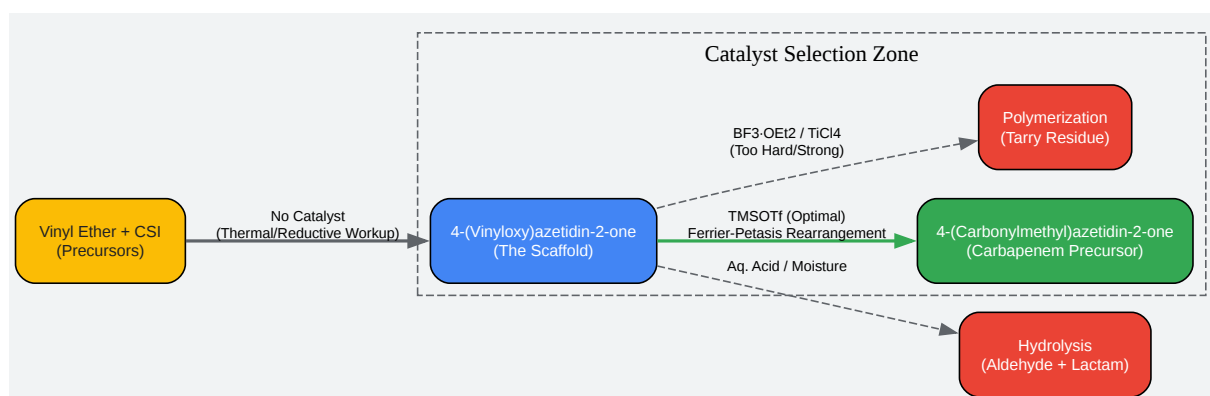 Catalyst Selection Zone
Polymerization
(Tarry Residue)
BF3·OEt2 / TiCl4
(Too Hard/Strong)
Vinyl Ether + CSI
(Precursors)
No Catalyst
(Thermal/Reductive Workup)
4-(Vinyloxy)azetidin-2-one
(The Scaffold)
TMSOTf (Optimal)
Ferrier-Petasis Rearrangement
4-(Carbonylmethyl)azetidin-2-one
(Carbapenem Precursor)
Aq. Acid / Moisture
Hydrolysis
(Aldehyde + Lactam)